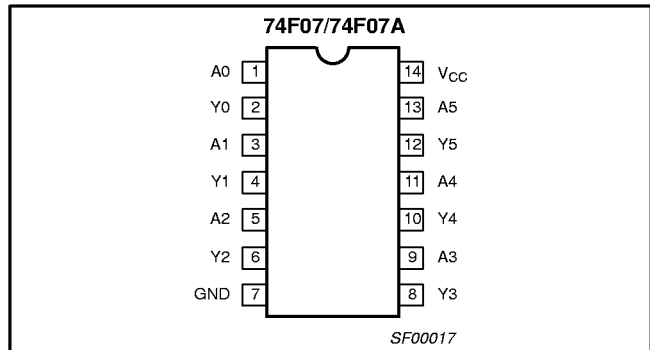 74F07/74F07A
A0 1 14 VCC
Y0 2 13 A5
A1 3 12 Y5
Y1 4 11 A4
A2 5 10 Y4
Y2 6 9 A3
GND 7 8 Y3
SF00017